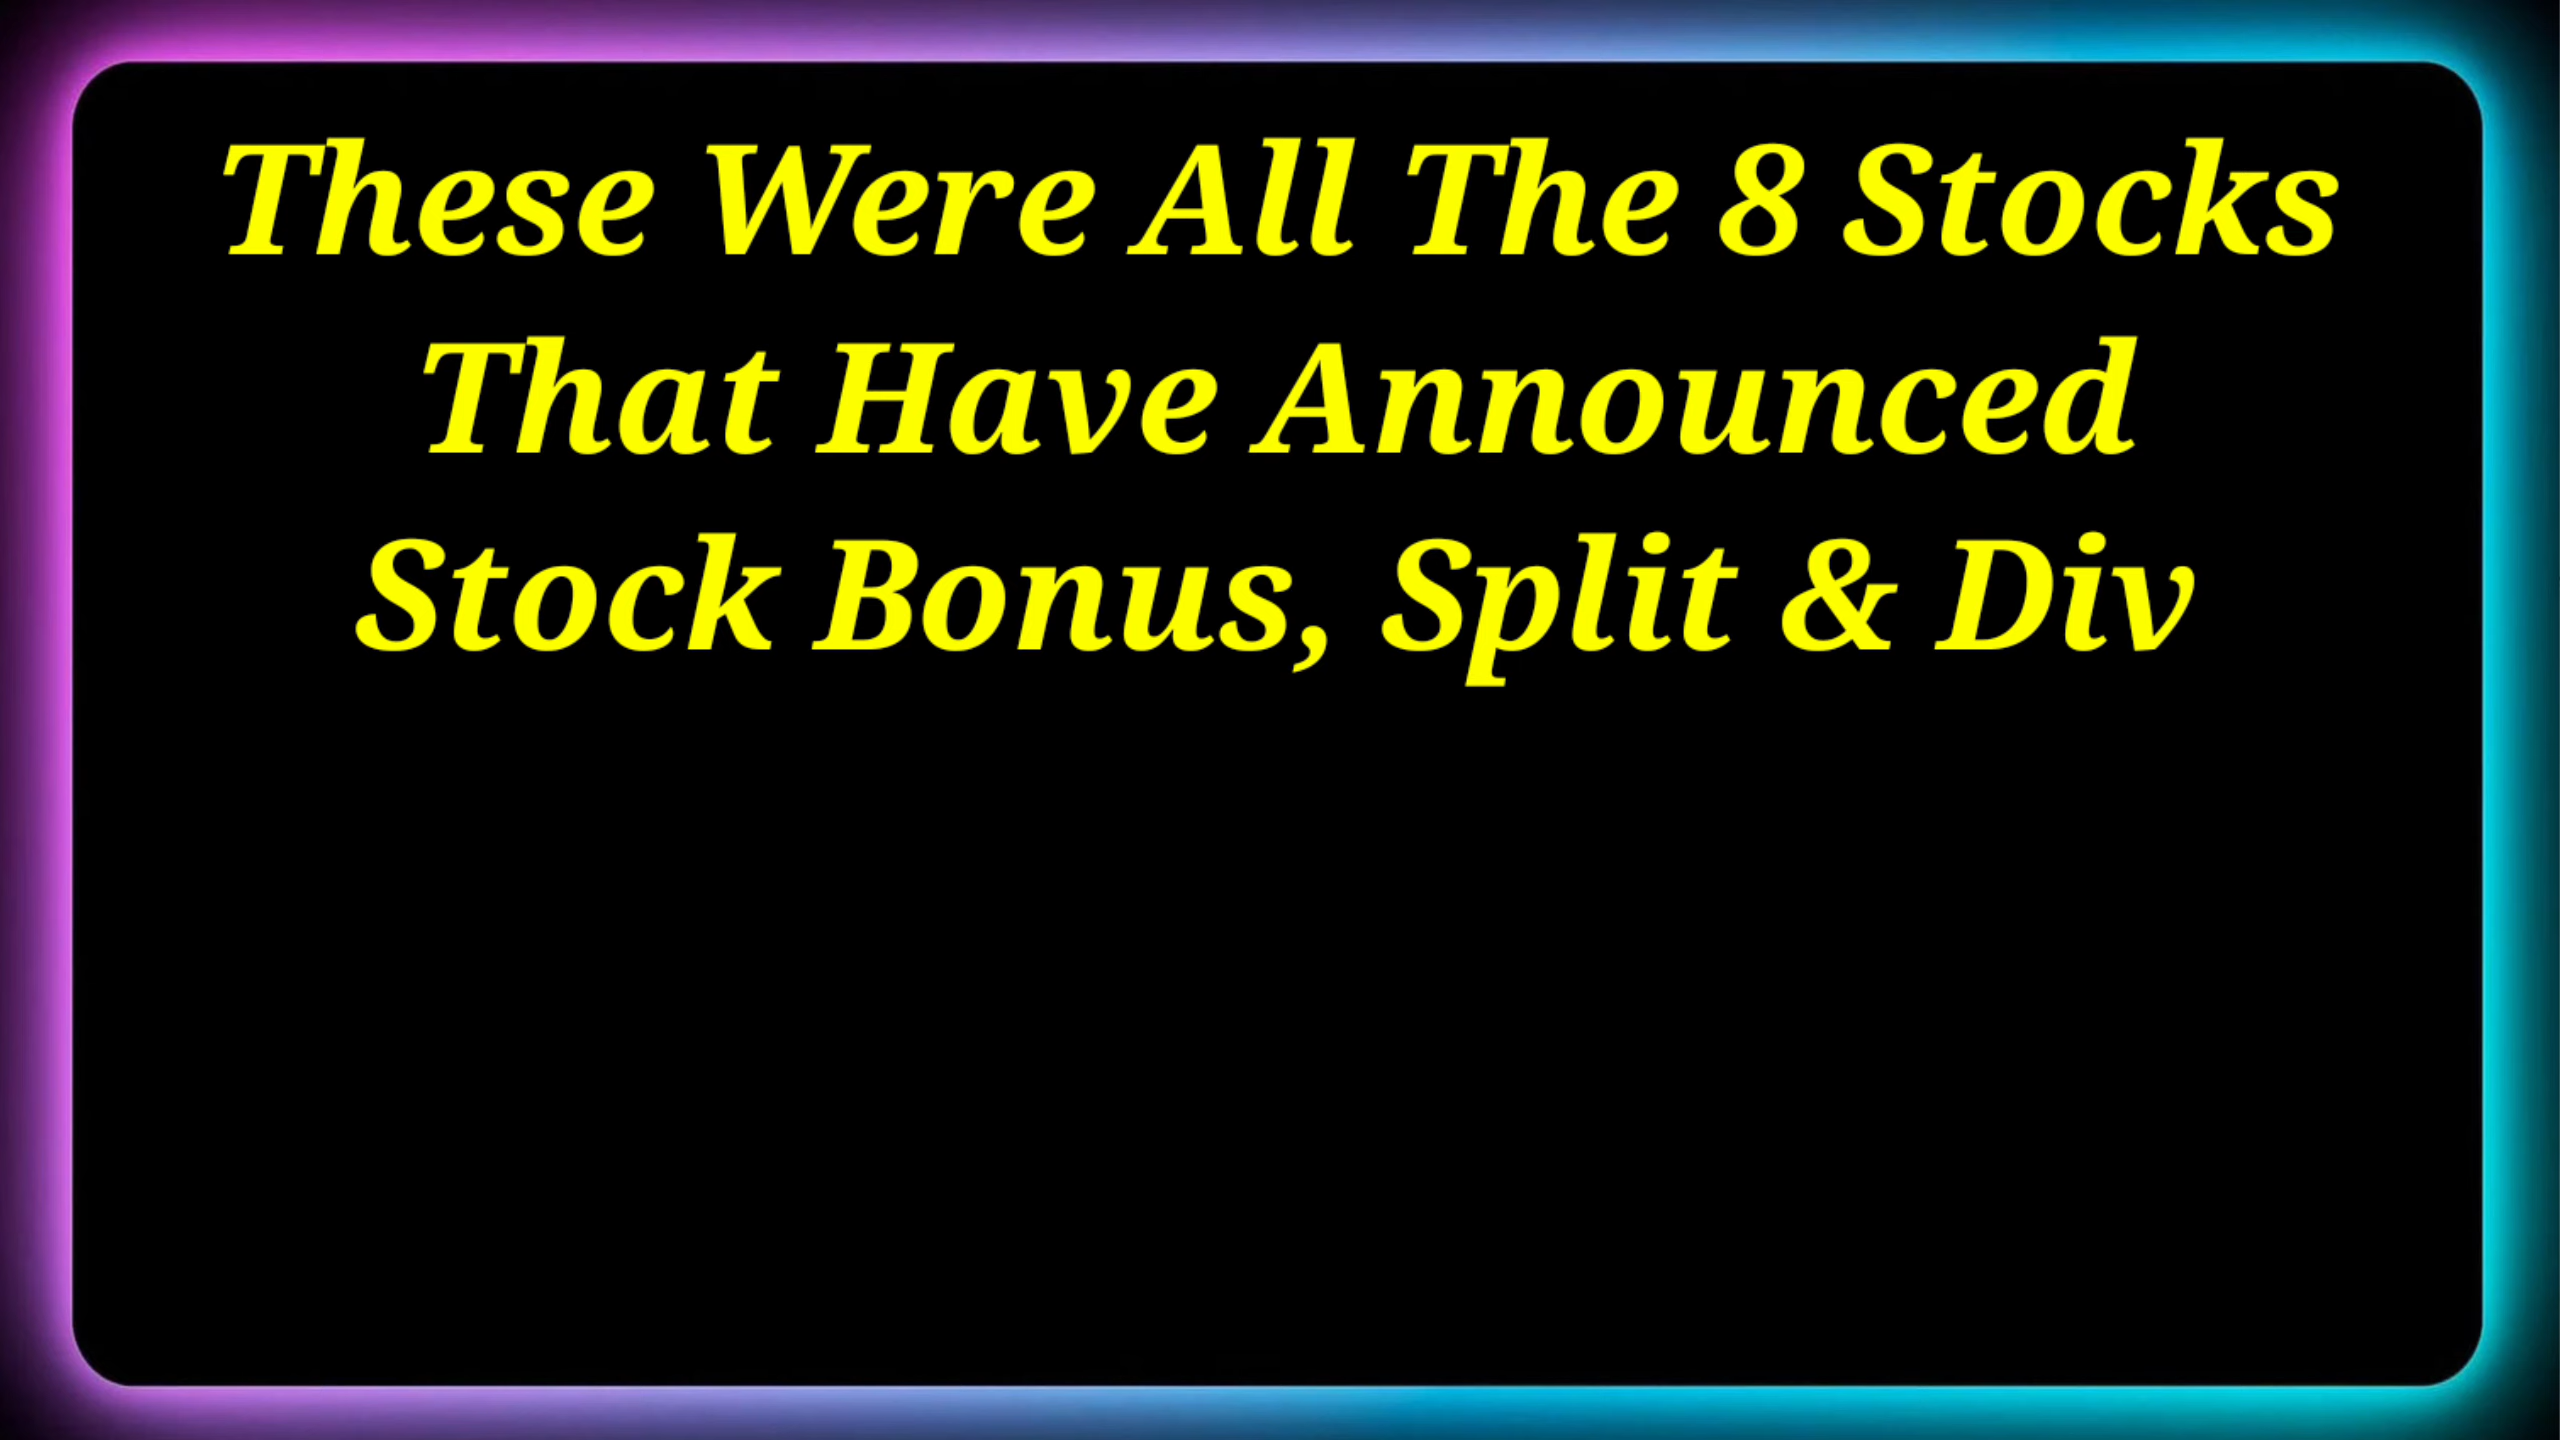 These Were All The 8 Stocks
That Have Announced
Stock Bonus, Split & Div